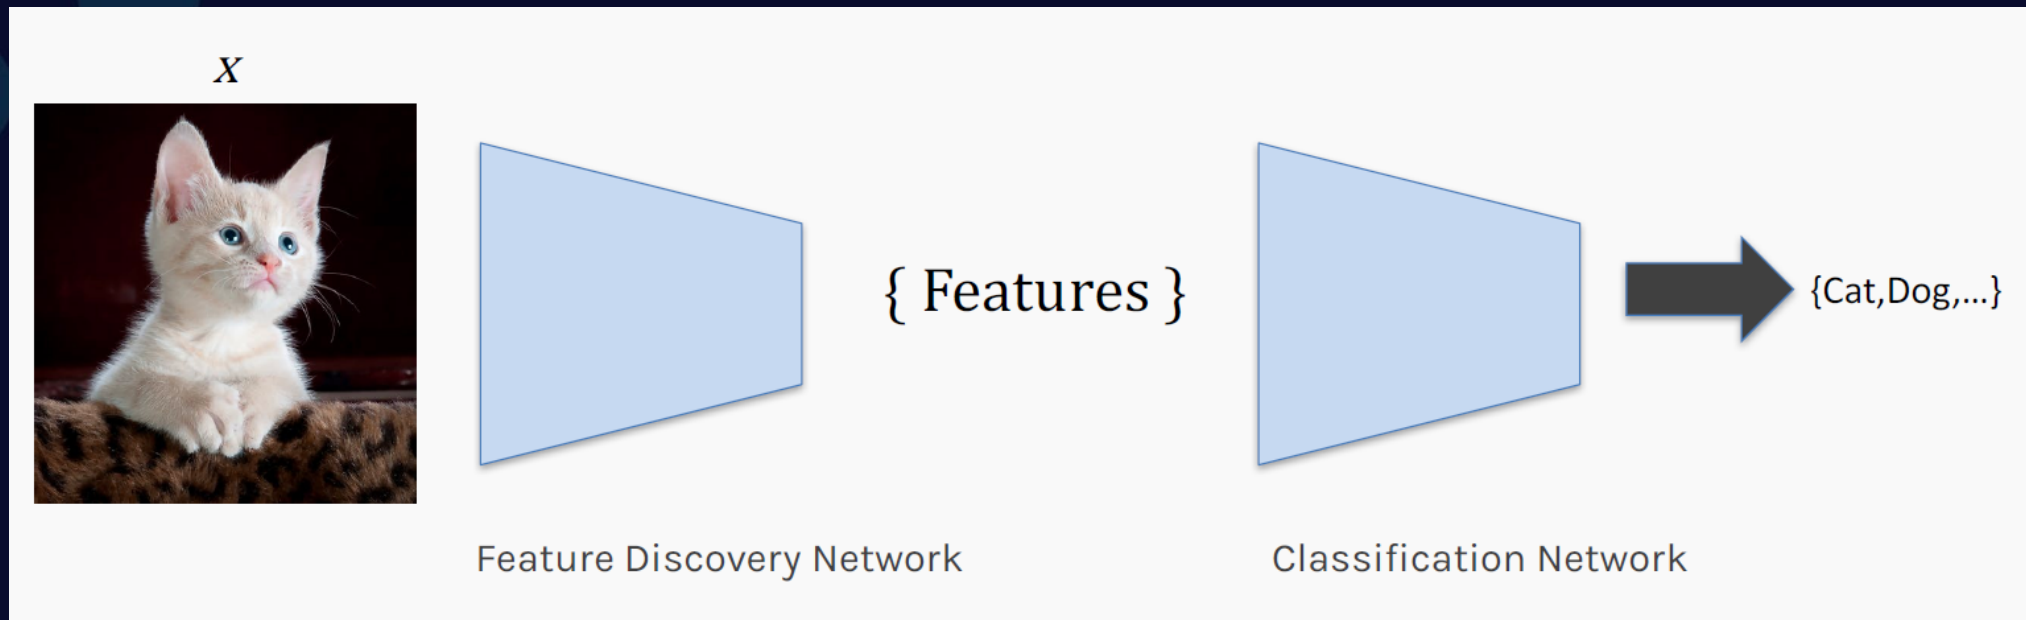 X
{ Features }
{Cat,Dog,...}
Feature Discovery Network
Classification Network